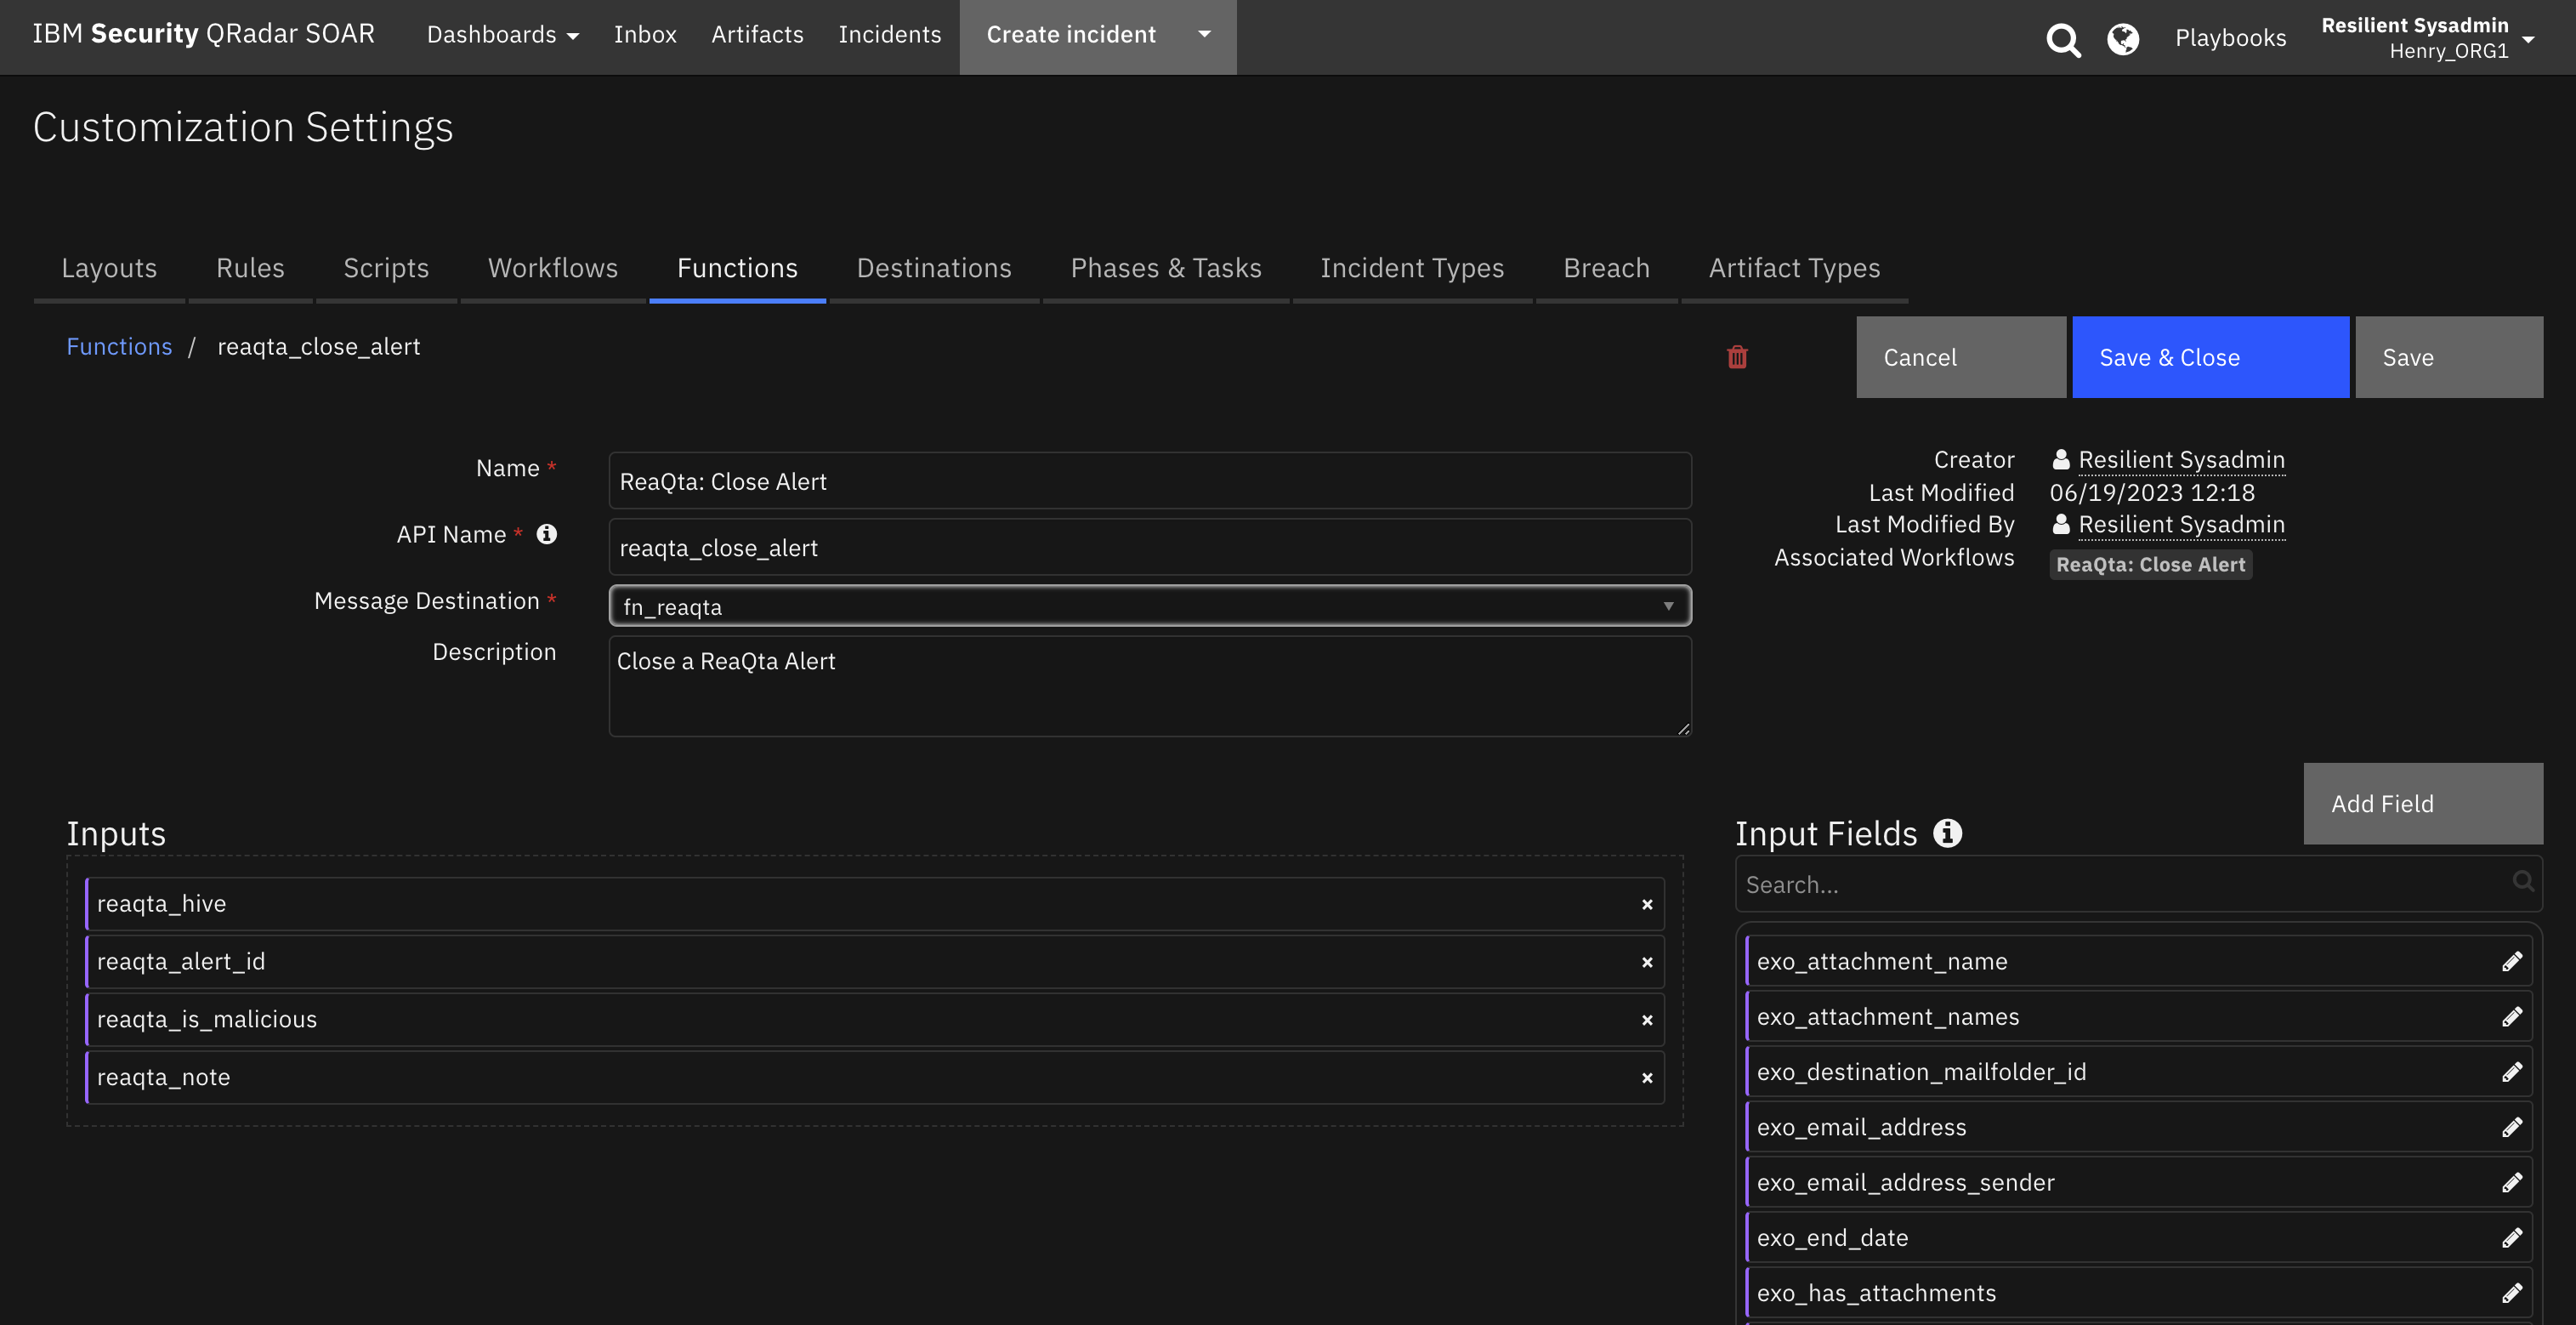 IBM Security QRadar SOAR Dashboards Inbox Artifacts Incidents Create incident Playbooks Resilient Sysadmin
Henry_ORG1
Customization Settings
Layouts Rules Scripts Workflows Functions Destinations Phases & Tasks Incident Types Breach Artifact Types
Functions / reaqta_close_alert
Cancel Save & Close Save
Name * ReaQta: Close Alert
API Name * reaqta_close_alert
Message Destination * fn_reaqta
Description Close a ReaQta Alert
Creator Resilient Sysadmin
Last Modified 06/19/2023 12:18
Last Modified By Resilient Sysadmin
Associated Workflows ReaQta: Close Alert
Inputs
reaqta_hive ×
reaqta_alert_id ×
reaqta_is_malicious ×
reaqta_note ×
Add Field
Input Fields
Search...
exo_attachment_name
exo_attachment_names
exo_destination_mailfolder_id
exo_email_address
exo_email_address_sender
exo_end_date
exo_has_attachments